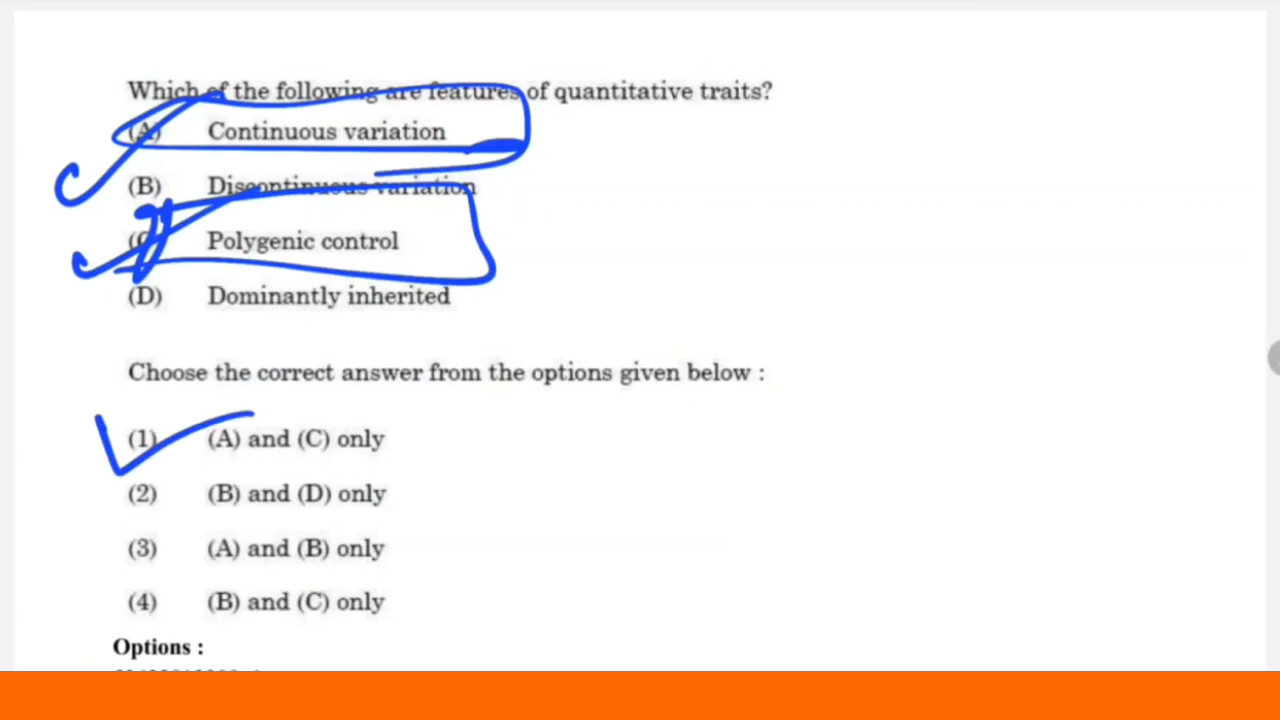 Which of the following are features of quantitative traits?
(A) Continuous variation
(B) Discontinuous variation
(C) Polygenic control
(D) Dominantly inherited
Choose the correct answer from the options given below :
(1) (A) and (C) only
(2) (B) and (D) only
(3) (A) and (B) only
(4) (B) and (C) only
Options :